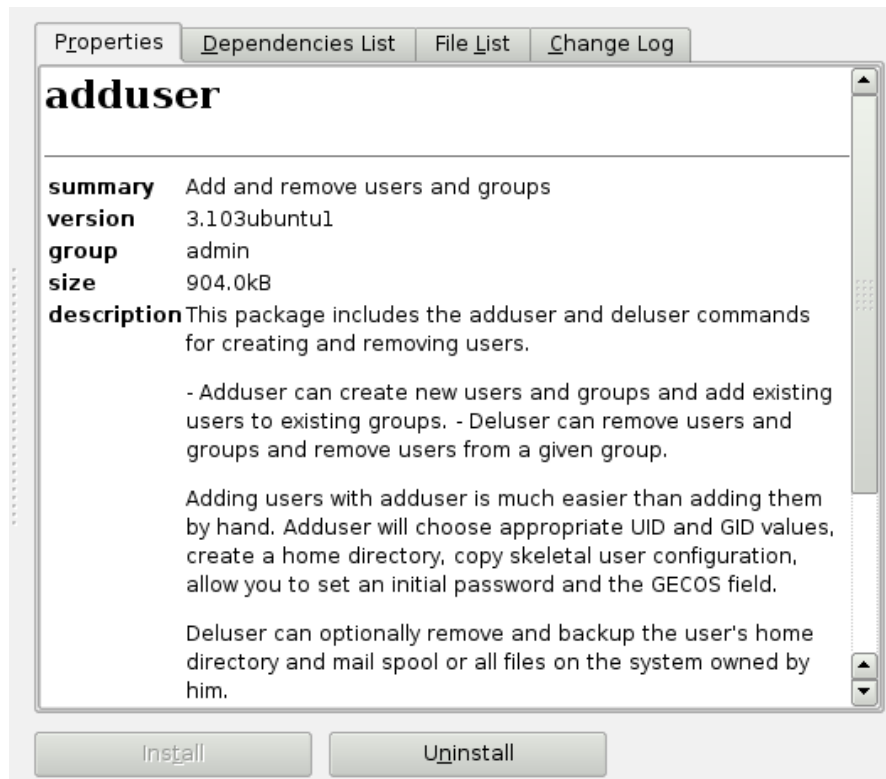 Properties Dependencies List File List Change Log
adduser
summary Add and remove users and groups
version 3.103ubuntu1
group admin
size 904.0kB
description This package includes the adduser and deluser commands
for creating and removing users.
- Adduser can create new users and groups and add existing
users to existing groups. - Deluser can remove users and
groups and remove users from a given group.
Adding users with adduser is much easier than adding them
by hand. Adduser will choose appropriate UID and GID values,
create a home directory, copy skeletal user configuration,
allow you to set an initial password and the GECOS field.
Deluser can optionally remove and backup the user's home
directory and mail spool or all files on the system owned by
him.
Install Uninstall